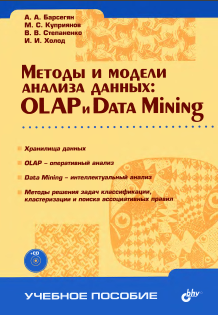 А. А. Барсегян
М. С. Куприянов
В. В. Степаненко
И. И. Холод
Методы и модели
анализа данных:
OLAP и Data Mining
Хранилища данных
OLAP – оперативный анализ
Data Mining – интеллектуальный анализ
Методы решения задач классификации,
кластеризации и поиска ассоциативных правил
+CD
УЧЕБНОЕ ПОСОБИЕ
bhv